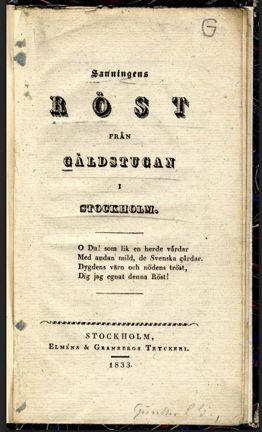 G
Sanningens
RÖST
FRÅN
GÄLDSTUGAN
I
STOCKHOLM.
O Du! som lik en herde vårdar
Med andan mild, de Svenska gårdar.
Dygdens värn och nödens tröst,
Dig jag egnat denna Röst!
STOCKHOLM,
ELMÉNS & GRANBERGS TRYCKERI.
1833.